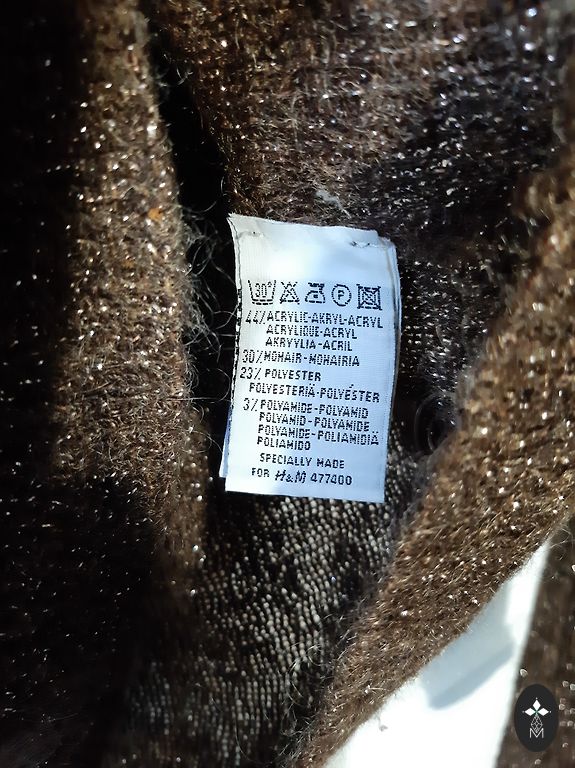 30° P
44% ACRYLIC-AKRYL-ACRYL
ACRYLIQUE-ACRYL
AKRYYLIA-ACRIL
30% MOHAIR-MOHAIRIA
23% POLYESTER
POLYESTERIÄ-POLYÉSTER
3% POLYAMIDE-POLYAMID
POLYAMID-POLYAMIDE
POLYAMIDE-POLIAMIDIA
POLIAMIDO
SPECIALLY MADE
FOR H&M 477400
M